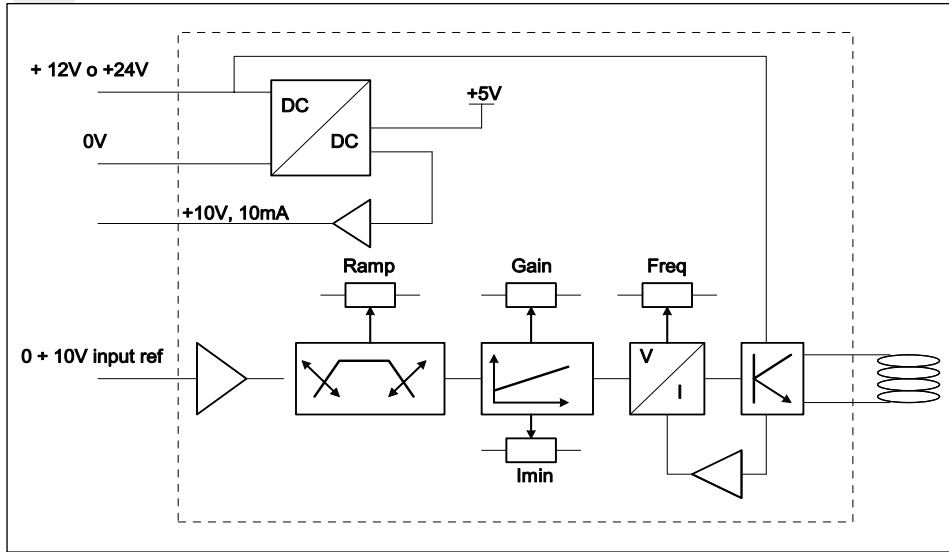 + 12V o +24V
DC
DC
+5V
0V
+10V, 10mA
Ramp
Gain
Freq
0 + 10V input ref
V
I
Imin